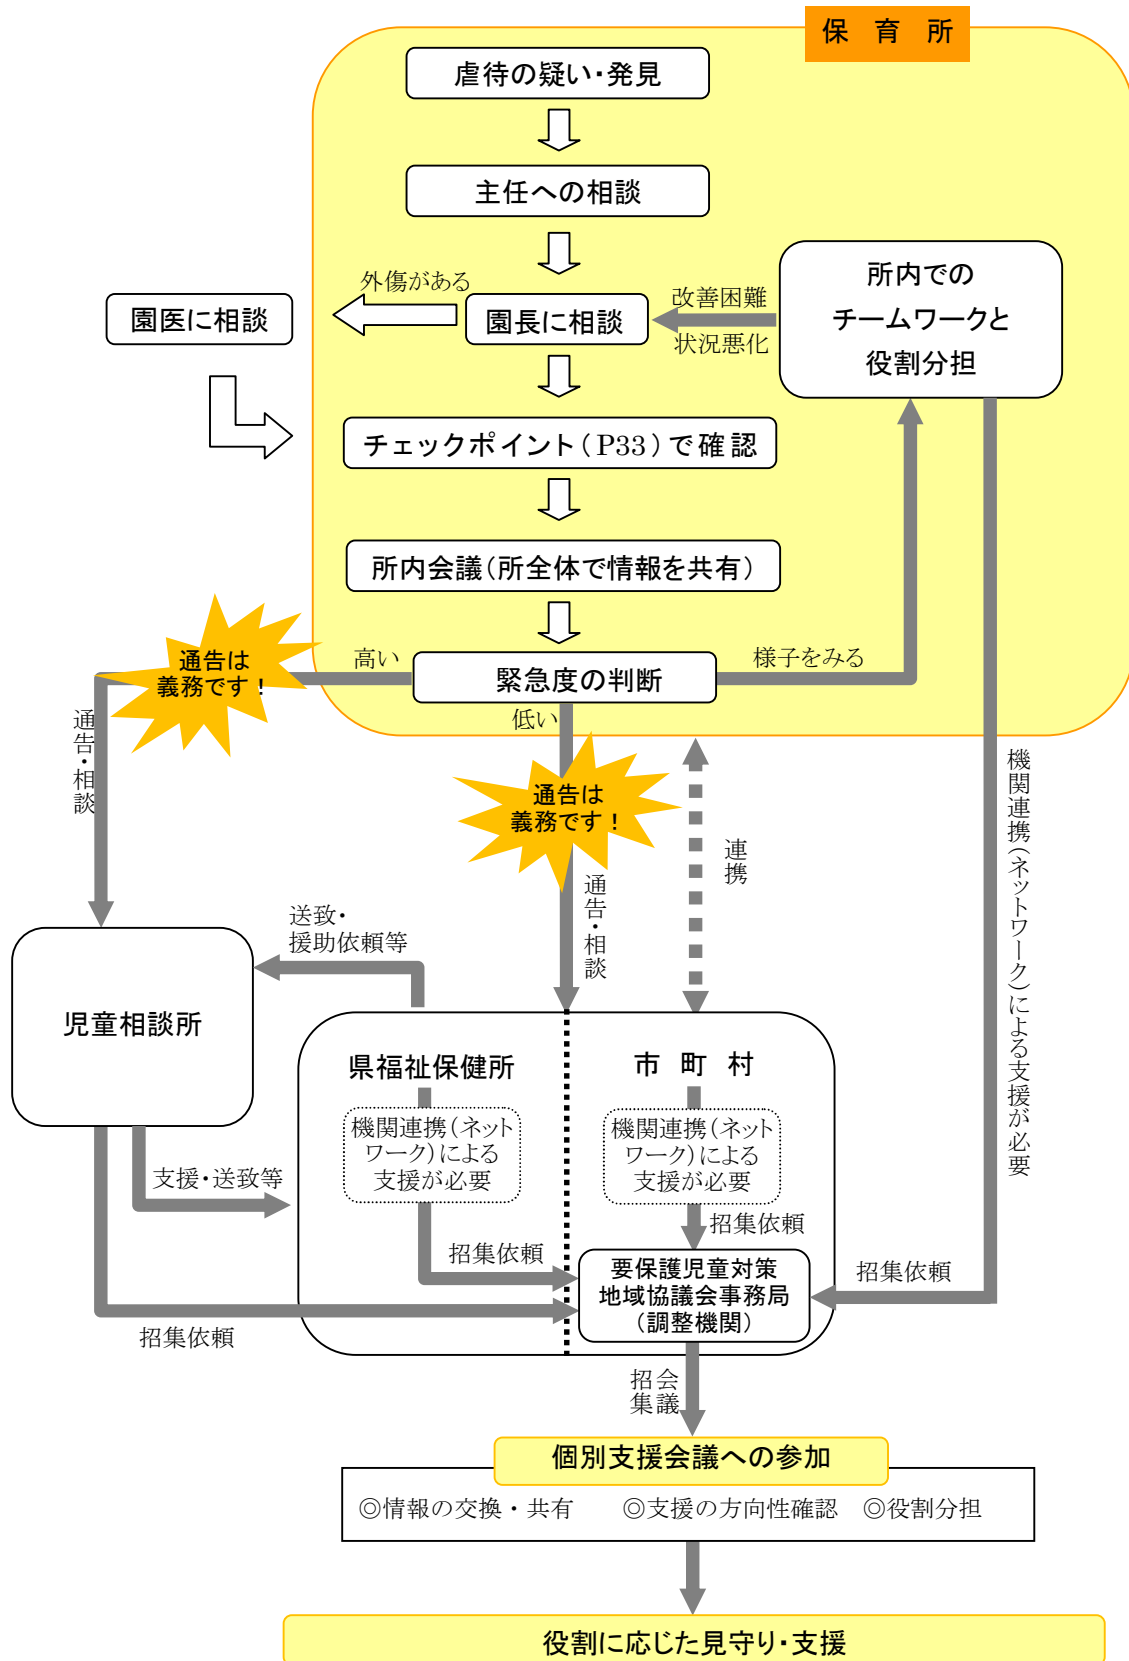 保　育　所
虐待の疑い・発見
主任への相談
外傷がある
園医に相談
園長に相談
改善困難
状況悪化
所内での
チームワークと
役割分担
チェックポイント（P33）で確認
所内会議（所全体で情報を共有）
緊急度の判断
高い
様子をみる
低い
通告は
義務です！
通告・相談
通告は
義務です！
通告・相談
連携
機関連携（ネットワーク）による支援が必要
送致・
援助依頼等
児童相談所
県福祉保健所
市　町　村
機関連携（ネット
ワーク）による
支援が必要
機関連携（ネット
ワーク）による
支援が必要
支援・送致等
招集依頼
招集依頼
招集依頼
招集依頼
要保護児童対策
地域協議会事務局
（調整機関）
会議
招集
個別支援会議への参加
◎情報の交換・共有　　◎支援の方向性確認　◎役割分担
役割に応じた見守り・支援